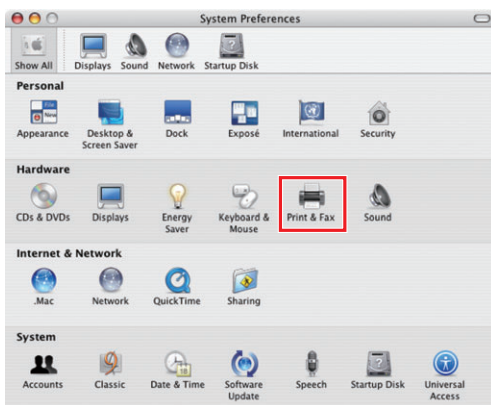 System Preferences
Show All Displays Sound Network Startup Disk
Personal
Appearance Desktop & Screen Saver Dock Exposé International Security
Hardware
CDs & DVDs Displays Energy Saver Keyboard & Mouse Print & Fax Sound
Internet & Network
.Mac Network QuickTime Sharing
System
Accounts Classic Date & Time Software Update Speech Startup Disk Universal Access